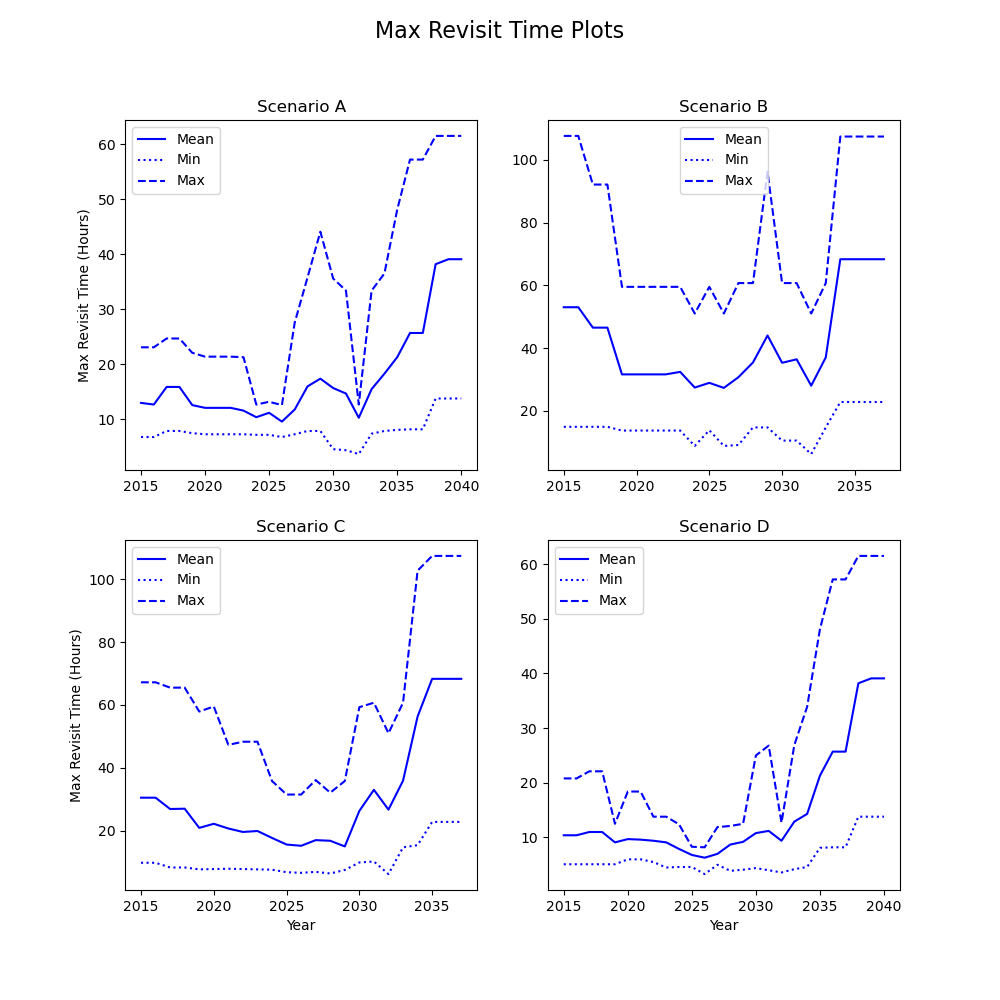 Max Revisit Time Plots
Scenario A
Mean
Min
Max
Max Revisit Time (Hours)
60
50
40
30
20
10
2015 2020 2025 2030 2035 2040
Scenario B
Mean
Min
Max
100
80
60
40
20
2015 2020 2025 2030 2035
Scenario C
Mean
Min
Max
Max Revisit Time (Hours)
100
80
60
40
20
2015 2020 2025 2030 2035
Year
Scenario D
Mean
Min
Max
60
50
40
30
20
10
2015 2020 2025 2030 2035 2040
Year